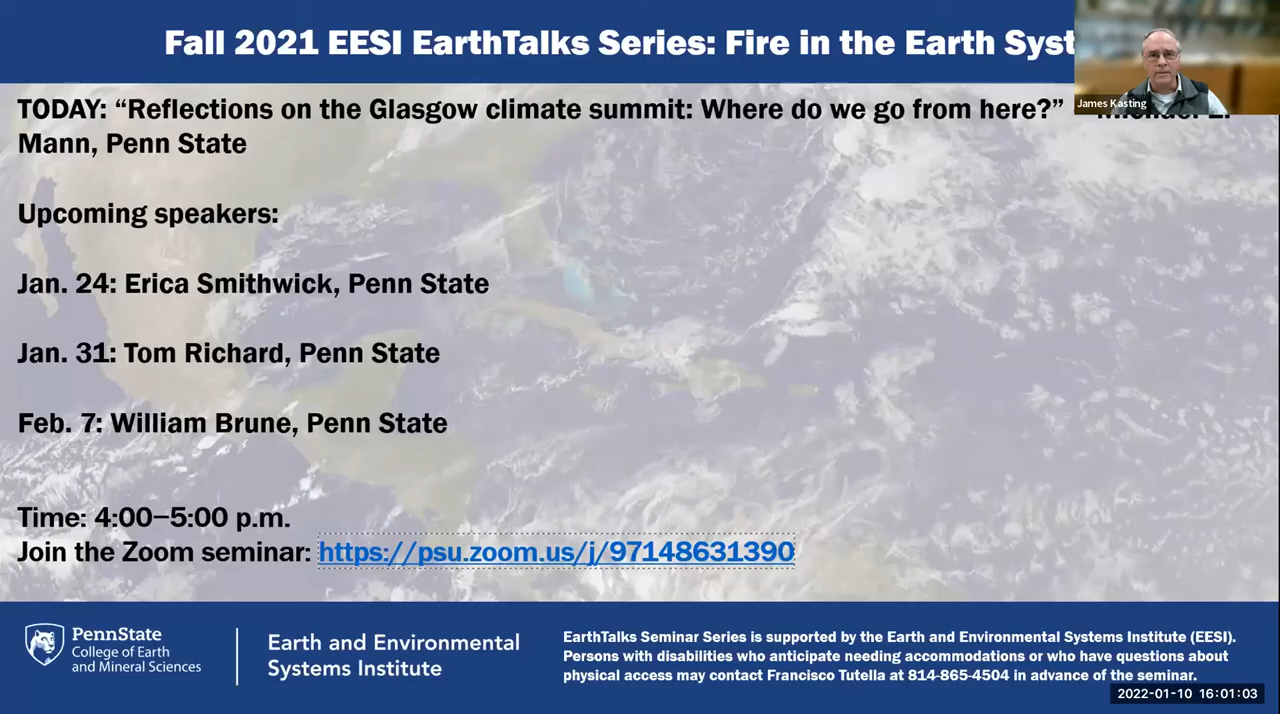 Fall 2021 EESI EarthTalks Series: Fire in the Earth Syst
James Kasting
TODAY: “Reflections on the Glasgow climate summit: Where do we go from here?”
Mann, Penn State
Upcoming speakers:
Jan. 24: Erica Smithwick, Penn State
Jan. 31: Tom Richard, Penn State
Feb. 7: William Brune, Penn State
Time: 4:00–5:00 p.m.
Join the Zoom seminar: https://psu.zoom.us/j/97148631390
PennState
College of Earth
and Mineral Sciences
Earth and Environmental
Systems Institute
EarthTalks Seminar Series is supported by the Earth and Environmental Systems Institute (EESI).
Persons with disabilities who anticipate needing accommodations or who have questions about
physical access may contact Francisco Tutella at 814-865-4504 in advance of the seminar.
2022-01-10 16:01:03